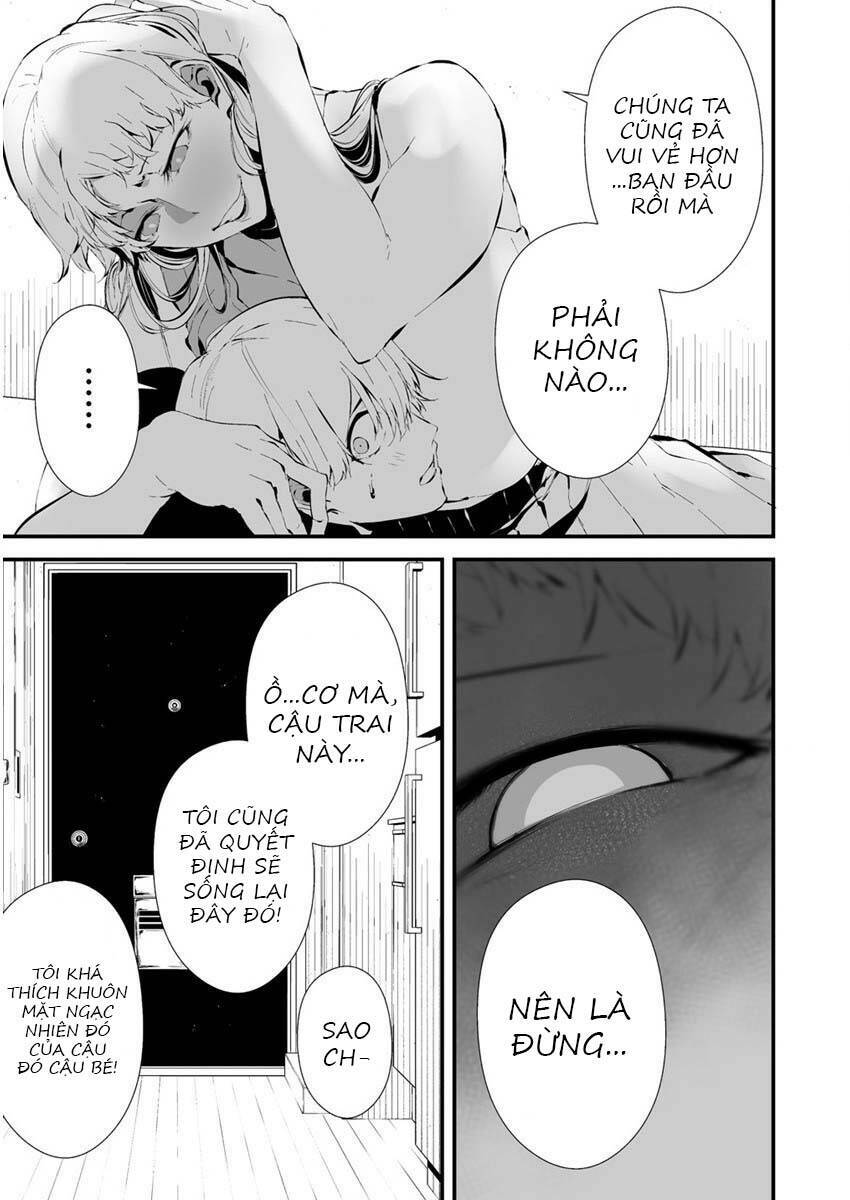 CHÚNG TA
CŨNG ĐÃ
VUI VẺ HƠN
...BAN ĐẦU
RỒI MÀ
PHẢI
KHÔNG
NÀO...
......
NÊN LÀ
ĐỪNG...
Ồ...CƠ MÀ,
CẬU TRAI
NÀY...
TÔI CŨNG
ĐÃ QUYẾT
ĐỊNH SẼ
SỐNG LẠI
ĐÂY ĐÓ!
SAO
CH-
TÔI KHÁ
THÍCH KHUÔN
MẶT NGẠC
NHIÊN ĐÓ
CỦA CẬU
ĐÓ CẬU BÉ!